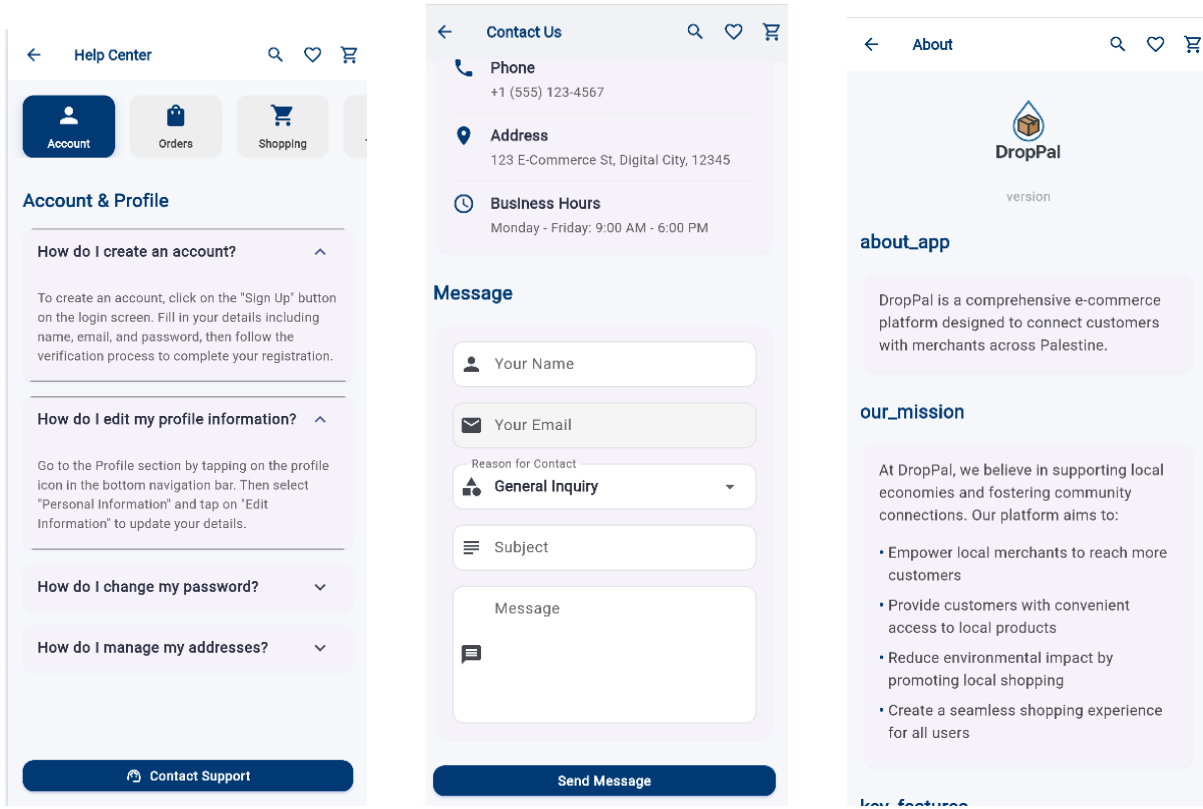 Help Center
Account
Orders
Shopping
Account & Profile
How do I create an account?
To create an account, click on the "Sign Up" button
on the login screen. Fill in your details including
name, email, and password, then follow the
verification process to complete your registration.
How do I edit my profile information?
Go to the Profile section by tapping on the profile
icon in the bottom navigation bar. Then select
"Personal Information" and tap on "Edit
Information" to update your details.
How do I change my password?
How do I manage my addresses?
Contact Support
Contact Us
Phone
+1 (555) 123-4567
Address
123 E-Commerce St, Digital City, 12345
Business Hours
Monday - Friday: 9:00 AM - 6:00 PM
Message
Your Name
Your Email
Reason for Contact
General Inquiry
Subject
Message
Send Message
About
DropPal
version
about_app
DropPal is a comprehensive e-commerce
platform designed to connect customers
with merchants across Palestine.
our_mission
At DropPal, we believe in supporting local
economies and fostering community
connections. Our platform aims to:
• Empower local merchants to reach more
customers
• Provide customers with convenient
access to local products
• Reduce environmental impact by
promoting local shopping
• Create a seamless shopping experience
for all users
key_features